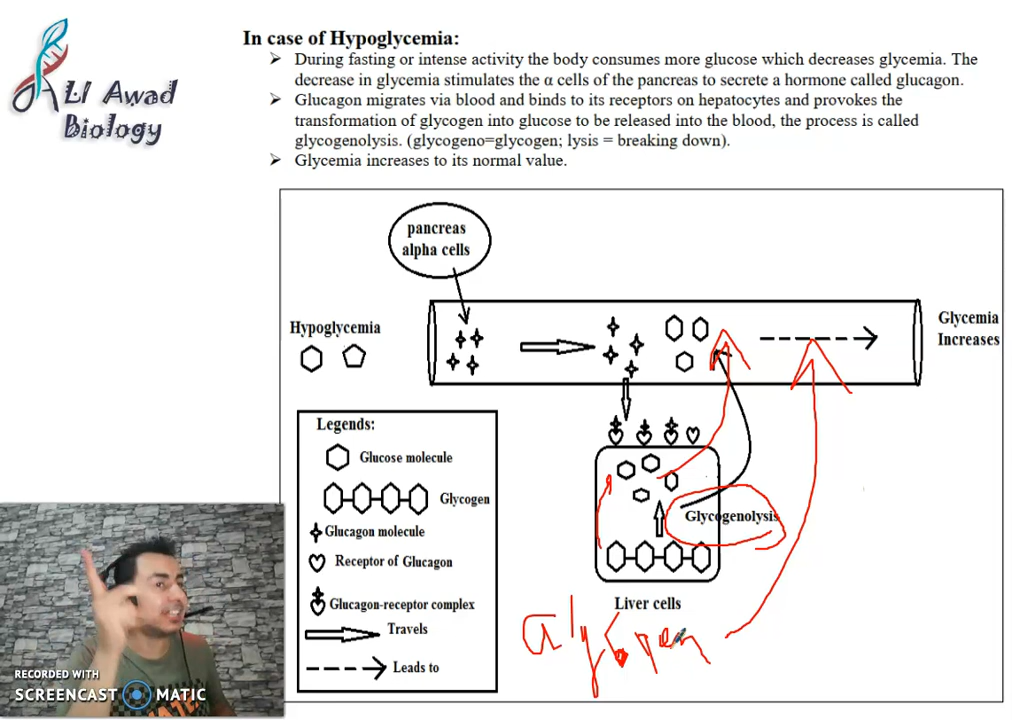 LI Awad
Biology
In case of Hypoglycemia:
➢ During fasting or intense activity the body consumes more glucose which decreases glycemia. The
decrease in glycemia stimulates the α cells of the pancreas to secrete a hormone called glucagon.
➢ Glucagon migrates via blood and binds to its receptors on hepatocytes and provokes the
transformation of glycogen into glucose to be released into the blood, the process is called
glycogenolysis. (glycogeno=glycogen; lysis = breaking down).
➢ Glycemia increases to its normal value.
pancreas
alpha cells
Hypoglycemia
Glycemia
Increases
Legends:
Glucose molecule
Glycogen
Glucagon molecule
Receptor of Glucagon
Glucagon-receptor complex
Travels
Leads to
Glycogenolysis
Liver cells
RECORDED WITH
SCREENCAST MATIC